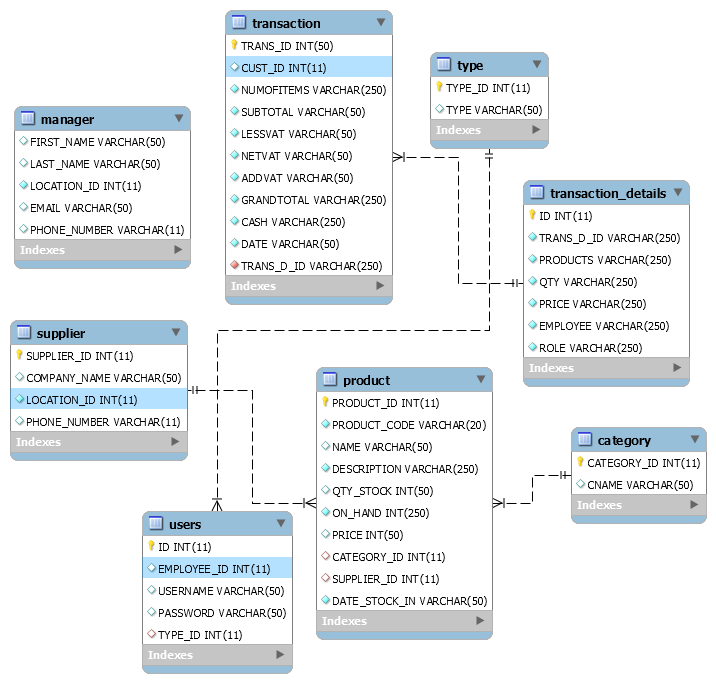 transaction
TRANS_ID INT(50)
CUST_ID INT(11)
NUMOFITEMS VARCHAR(250)
SUBTOTAL VARCHAR(50)
LESSVAT VARCHAR(50)
NETVAT VARCHAR(50)
ADDVAT VARCHAR(50)
GRANDTOTAL VARCHAR(250)
CASH VARCHAR(250)
DATE VARCHAR(50)
TRANS_D_ID VARCHAR(250)
Indexes
type
TYPE_ID INT(11)
TYPE VARCHAR(50)
Indexes
manager
FIRST_NAME VARCHAR(50)
LAST_NAME VARCHAR(50)
LOCATION_ID INT(11)
EMAIL VARCHAR(50)
PHONE_NUMBER VARCHAR(11)
Indexes
transaction_details
ID INT(11)
TRANS_D_ID VARCHAR(250)
PRODUCTS VARCHAR(250)
QTY VARCHAR(250)
PRICE VARCHAR(250)
EMPLOYEE VARCHAR(250)
ROLE VARCHAR(250)
Indexes
supplier
SUPPLIER_ID INT(11)
COMPANY_NAME VARCHAR(50)
LOCATION_ID INT(11)
PHONE_NUMBER VARCHAR(11)
Indexes
product
PRODUCT_ID INT(11)
PRODUCT_CODE VARCHAR(20)
NAME VARCHAR(50)
DESCRIPTION VARCHAR(250)
QTY_STOCK INT(50)
ON_HAND INT(250)
PRICE INT(50)
CATEGORY_ID INT(11)
SUPPLIER_ID INT(11)
DATE_STOCK_IN VARCHAR(50)
Indexes
category
CATEGORY_ID INT(11)
CNAME VARCHAR(50)
Indexes
users
ID INT(11)
EMPLOYEE_ID INT(11)
USERNAME VARCHAR(50)
PASSWORD VARCHAR(50)
TYPE_ID INT(11)
Indexes